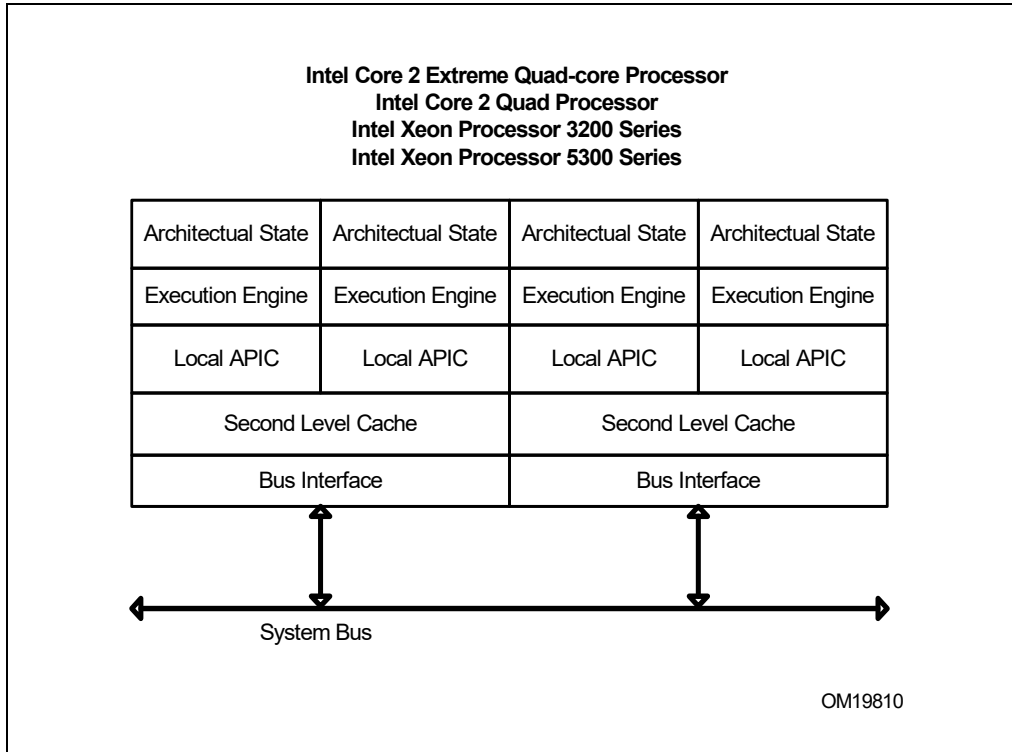 Intel Core 2 Extreme Quad-core Processor
Intel Core 2 Quad Processor
Intel Xeon Processor 3200 Series
Intel Xeon Processor 5300 Series
Architectual State Architectual State Architectual State Architectual State
Execution Engine Execution Engine Execution Engine Execution Engine
Local APIC Local APIC Local APIC Local APIC
Second Level Cache Second Level Cache
Bus Interface Bus Interface
System Bus
OM19810